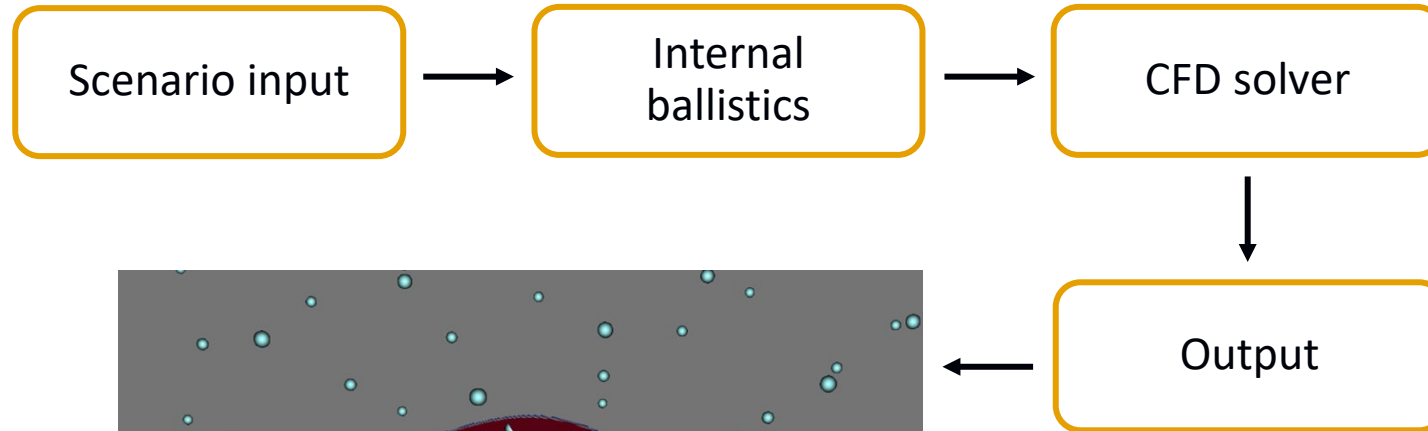 Scenario input
Internal
ballistics
CFD solver
Output